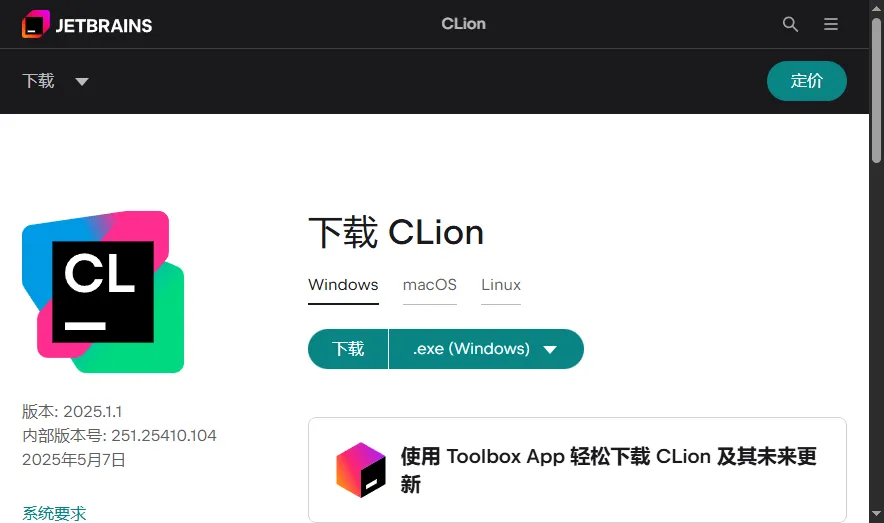 JETBRAINS
CLion
下载
定价
CL
下载 CLion
Windows
macOS
Linux
下载
.exe (Windows)
版本: 2025.1.1
内部版本号: 251.25410.104
2025年5月7日
系统要求
使用 Toolbox App 轻松下载 CLion 及其未来更
新